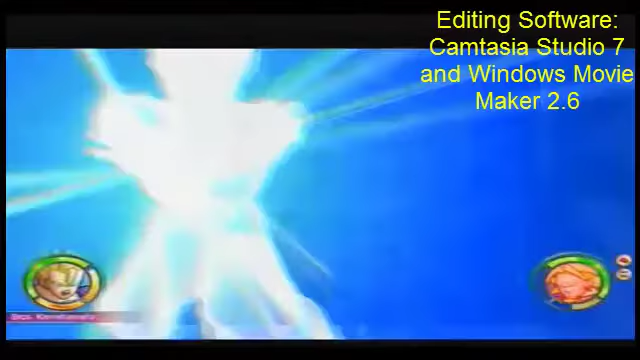 Editing Software:
Camtasia Studio 7
and Windows Movie
Maker 2.6